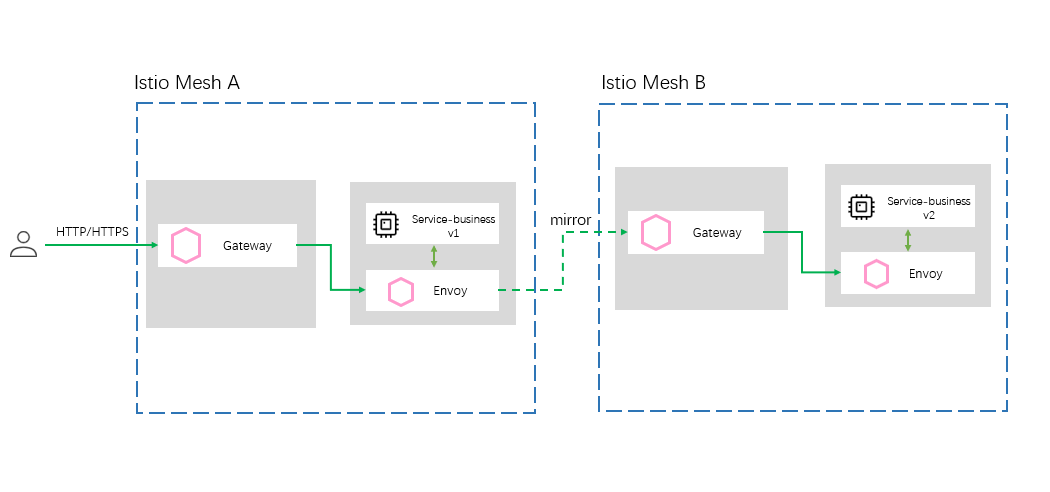 Istio Mesh A
Istio Mesh B
HTTP/HTTPS
Gateway
Service-business
v1
Envoy
mirror
Gateway
Service-business
v2
Envoy